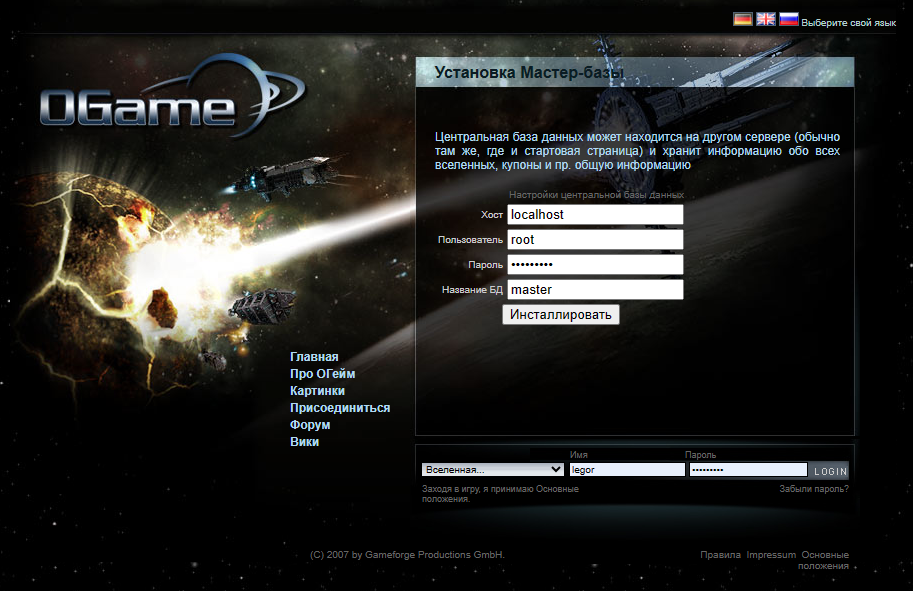 Выберите свой язык
OGame
Установка Мастер-базы
Центральная база данных может находится на другом сервере (обычно
там же, где и стартовая страница) и хранит информацию обо всех
вселенных, купоны и пр. общую информацию
Настройки центральной базы данных
Хост localhost
Пользователь root
Пароль •••••••••
Название БД master
Инсталлировать
Главная
Про ОГейм
Картинки
Присоединиться
Форум
Вики
Имя Пароль
Вселенная... legor ••••••••• LOGIN
Заходя в игру, я принимаю Основные
положения.
Забыли пароль?
(C) 2007 by Gameforge Productions GmbH.
Правила Impressum Основные
положения